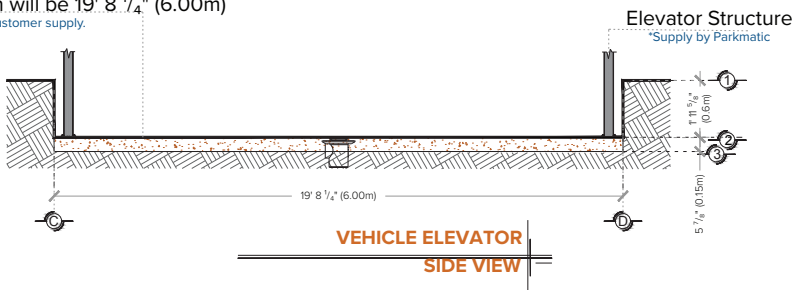 will be 19' 8 1/4" (6.00m)
ustomer supply.
Elevator Structure
*Supply by Parkmatic
1
1' 11 5/8"
(0.6m)
2
3
19' 8 1/4" (6.00m)
5 7/8" (0.15m)
C
D
VEHICLE ELEVATOR
SIDE VIEW